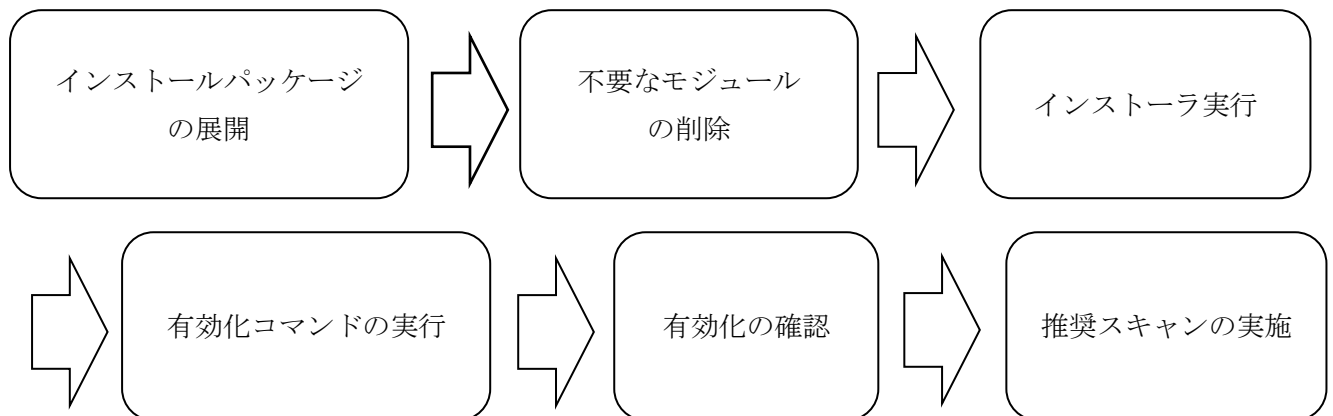 インストールパッケージ
の展開
不要なモジュール
の削除
インストーラ実行
有効化コマンドの実行
有効化の確認
推奨スキャンの実施